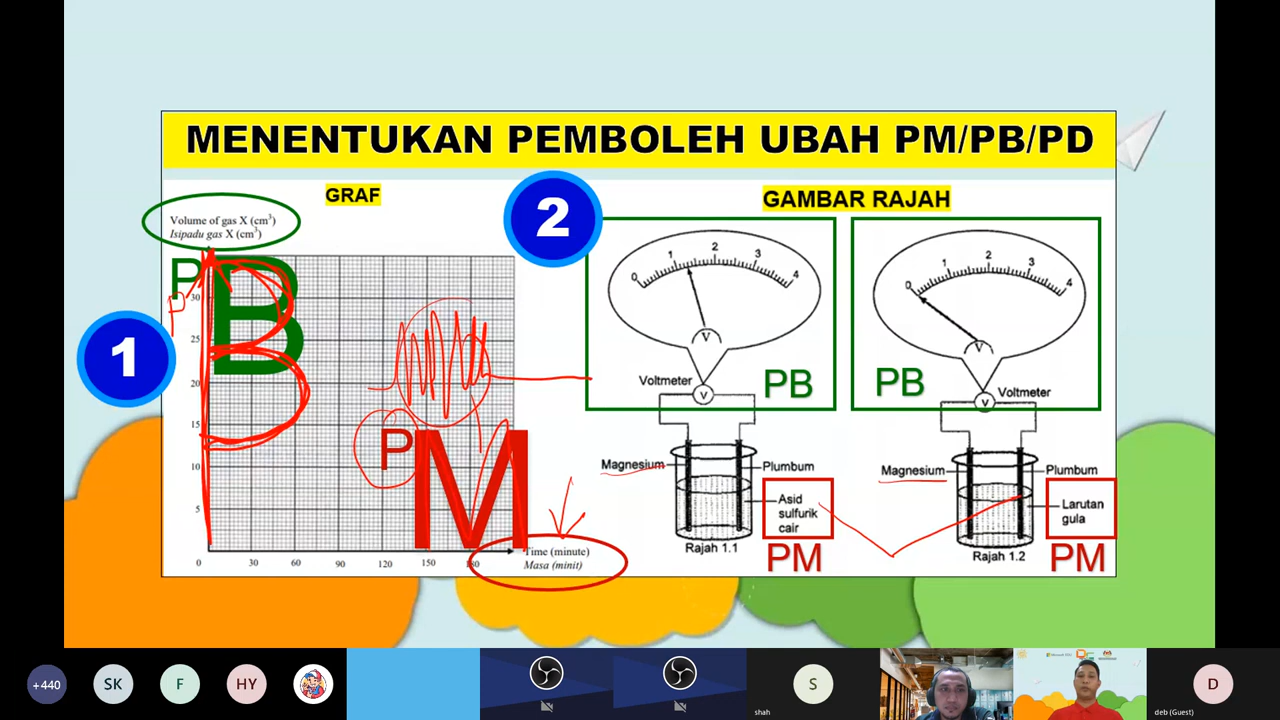 MENENTUKAN PEMBOLEH UBAH PM/PB/PD
GRAF
2
GAMBAR RAJAH
Volume of gas X (cm³)
Isipadu gas X (cm³)
PB
P
30
25
20
15
10
5
0 30 60 90 120 150 180
PM
Time (minute)
Masa (minit)
1
0 1 2 3 4
V
Voltmeter
V
PB
Magnesium
Plumbum
Asid
sulfurik
cair
Rajah 1.1
PM
0 1 2 3 4
V
Voltmeter
V
PB
Magnesium
Plumbum
Larutan
gula
Rajah 1.2
PM
+440
SK
F
HY
S
shah
D
deb (Guest)